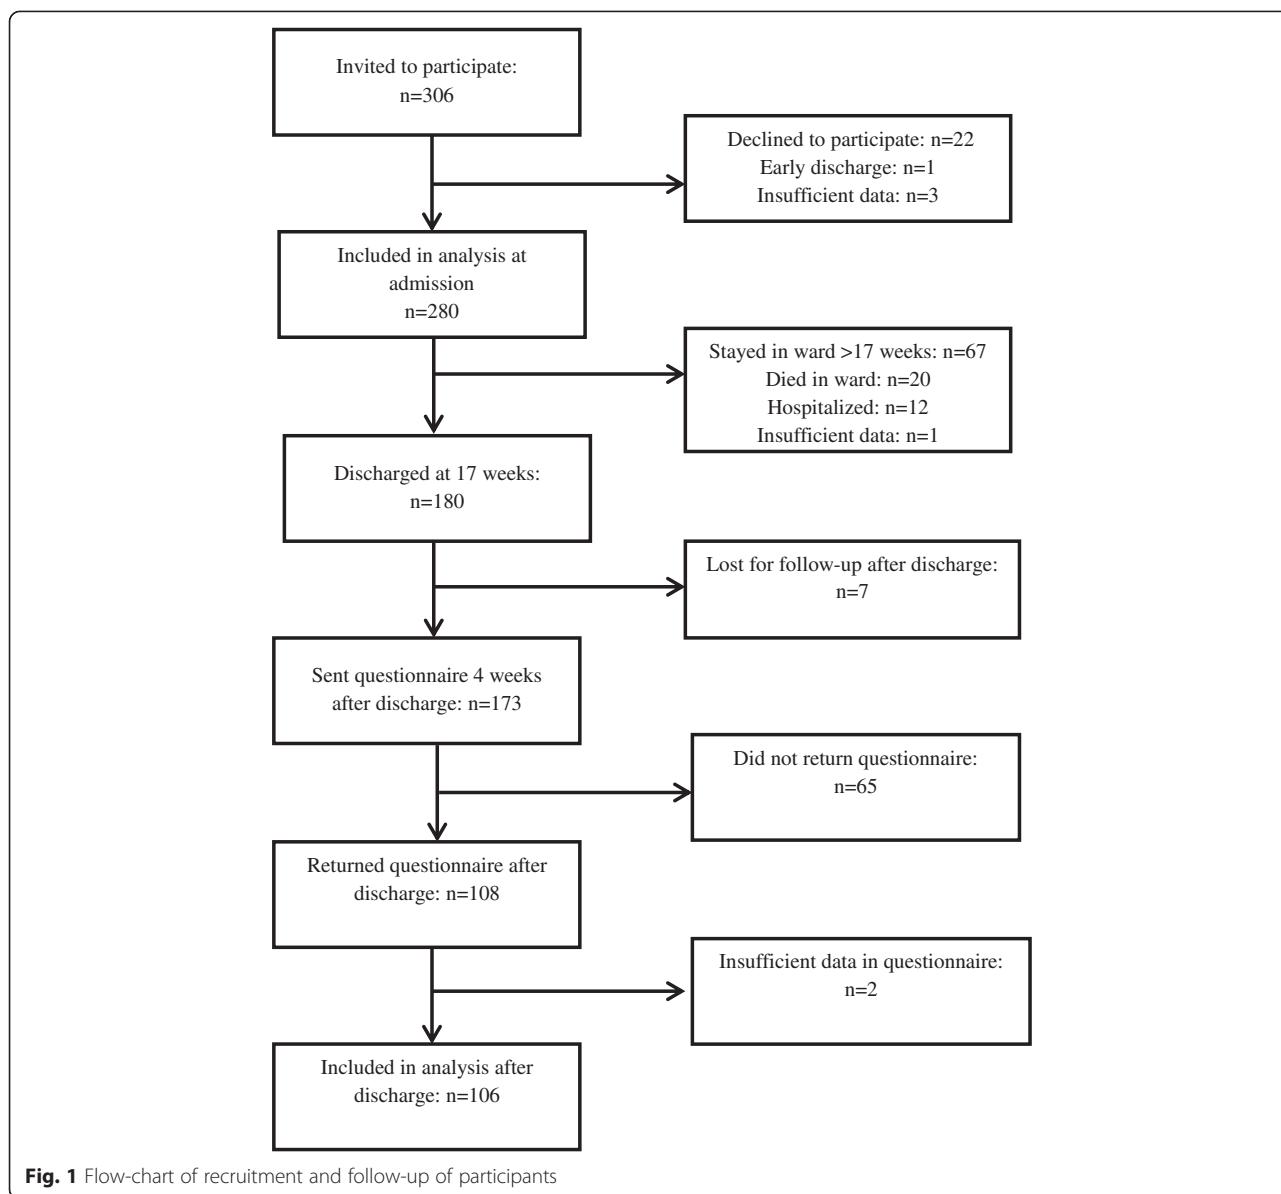 Invited to participate:
n=306
Declined to participate: n=22
Early discharge: n=1
Insufficient data: n=3
Included in analysis at
admission
n=280
Stayed in ward >17 weeks: n=67
Died in ward: n=20
Hospitalized: n=12
Insufficient data: n=1
Discharged at 17 weeks:
n=180
Lost for follow-up after discharge:
n=7
Sent questionnaire 4 weeks
after discharge: n=173
Did not return questionnaire:
n=65
Returned questionnaire after
discharge: n=108
Insufficient data in questionnaire:
n=2
Included in analysis after
discharge: n=106
Fig. 1 Flow-chart of recruitment and follow-up of participants